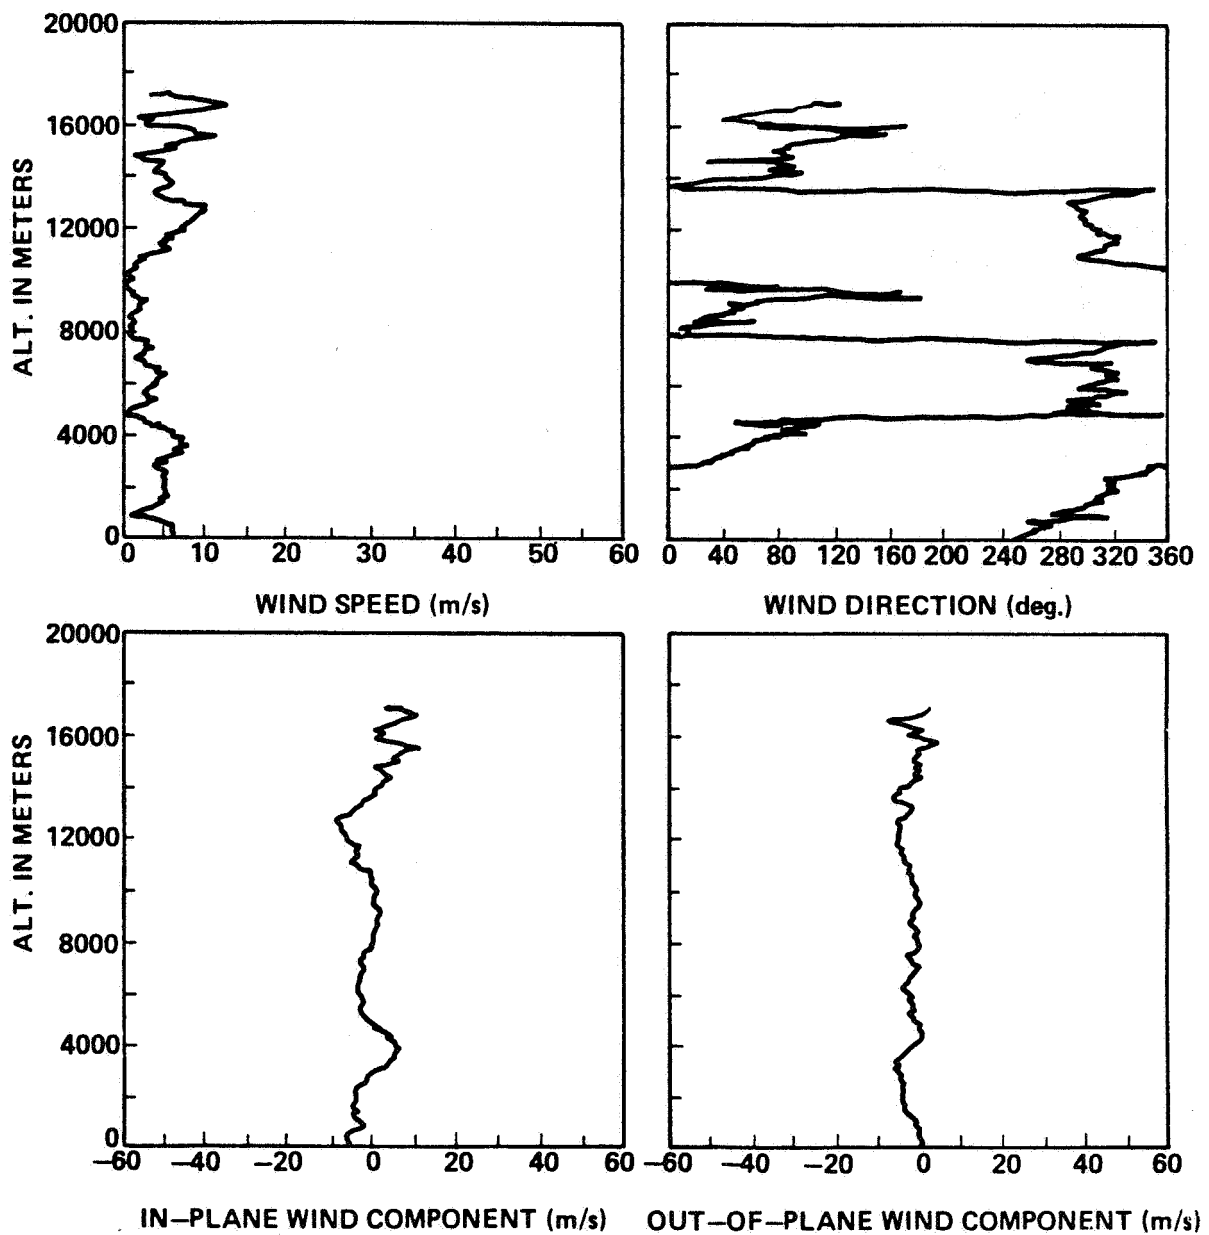 20000
16000
12000
8000
4000
0
ALT. IN METERS
0 10 20 30 40 50 60
WIND SPEED (m/s)
0 40 80 120 160 200 240 280 320 360
WIND DIRECTION (deg.)
20000
16000
12000
8000
4000
0
ALT. IN METERS
−60 −40 −20 0 20 40 60
IN−PLANE WIND COMPONENT (m/s)
−60 −40 −20 0 20 40 60
OUT−OF−PLANE WIND COMPONENT (m/s)